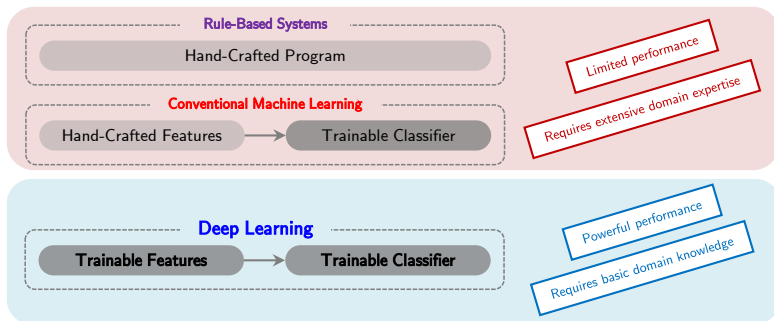 Rule-Based Systems
Hand-Crafted Program
Limited performance
Conventional Machine Learning
Requires extensive domain expertise
Hand-Crafted Features
Trainable Classifier
Deep Learning
Powerful performance
Trainable Features
Trainable Classifier
Requires basic domain knowledge